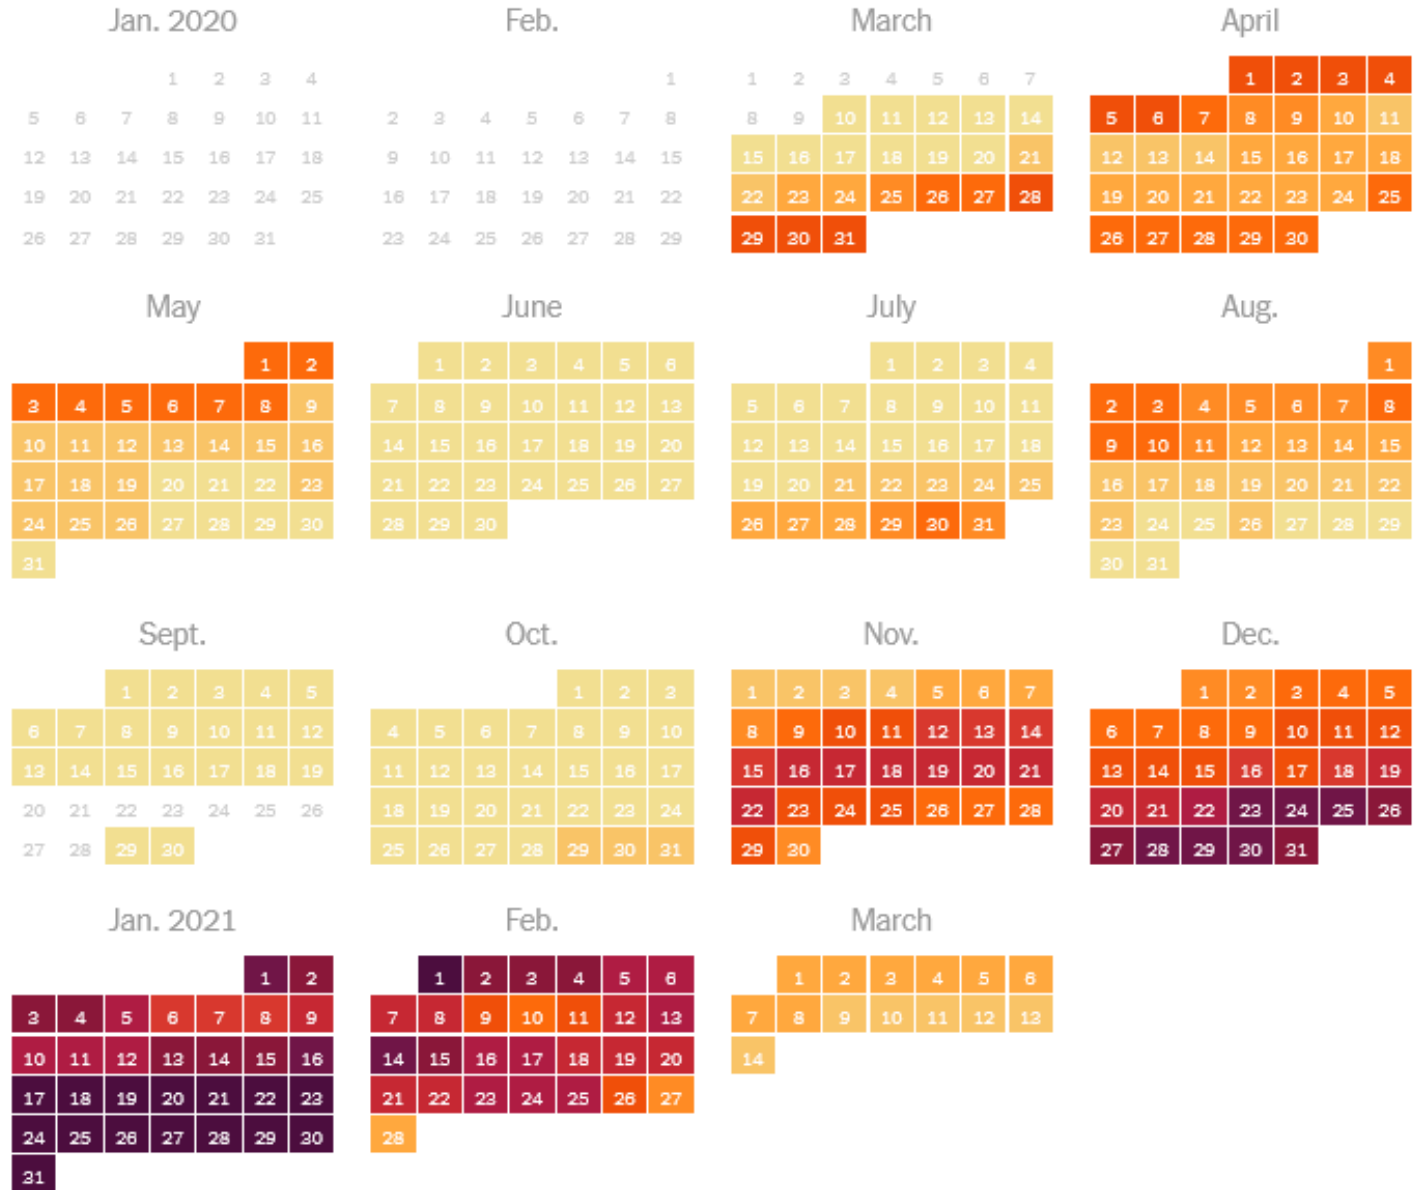 Jan. 2020 Feb. March April
1 2 3 4 1 1 2 3 4 5 6 7 1 2 3 4
5 6 7 8 9 10 11 2 3 4 5 6 7 8 8 9 10 11 12 13 14 5 6 7 8 9 10 11
12 13 14 15 16 17 18 9 10 11 12 13 14 15 15 16 17 18 19 20 21 12 13 14 15 16 17 18
19 20 21 22 23 24 25 16 17 18 19 20 21 22 22 23 24 25 26 27 28 19 20 21 22 23 24 25
26 27 28 29 30 31 23 24 25 26 27 28 29 29 30 31 26 27 28 29 30
May June July Aug.
1 2 1 2 3 4 5 6 1 2 3 4 1
3 4 5 6 7 8 9 7 8 9 10 11 12 13 5 6 7 8 9 10 11 2 3 4 5 6 7 8
10 11 12 13 14 15 16 14 15 16 17 18 19 20 12 13 14 15 16 17 18 9 10 11 12 13 14 15
17 18 19 20 21 22 23 21 22 23 24 25 26 27 19 20 21 22 23 24 25 16 17 18 19 20 21 22
24 25 26 27 28 29 30 28 29 30 26 27 28 29 30 31 23 24 25 26 27 28 29
31 30 31
Sept. Oct. Nov. Dec.
1 2 3 4 5 1 2 3 1 2 3 4 5 6 7 1 2 3 4 5
6 7 8 9 10 11 12 4 5 6 7 8 9 10 8 9 10 11 12 13 14 6 7 8 9 10 11 12
13 14 15 16 17 18 19 11 12 13 14 15 16 17 15 16 17 18 19 20 21 13 14 15 16 17 18 19
20 21 22 23 24 25 26 18 19 20 21 22 23 24 22 23 24 25 26 27 28 20 21 22 23 24 25 26
27 28 29 30 25 26 27 28 29 30 31 29 30 27 28 29 30 31
Jan. 2021 Feb. March
1 2 1 2 3 4 5 6 1 2 3 4 5 6
3 4 5 6 7 8 9 7 8 9 10 11 12 13 7 8 9 10 11 12 13
10 11 12 13 14 15 16 14 15 16 17 18 19 20 14
17 18 19 20 21 22 23 21 22 23 24 25 26 27
24 25 26 27 28 29 30 28
31